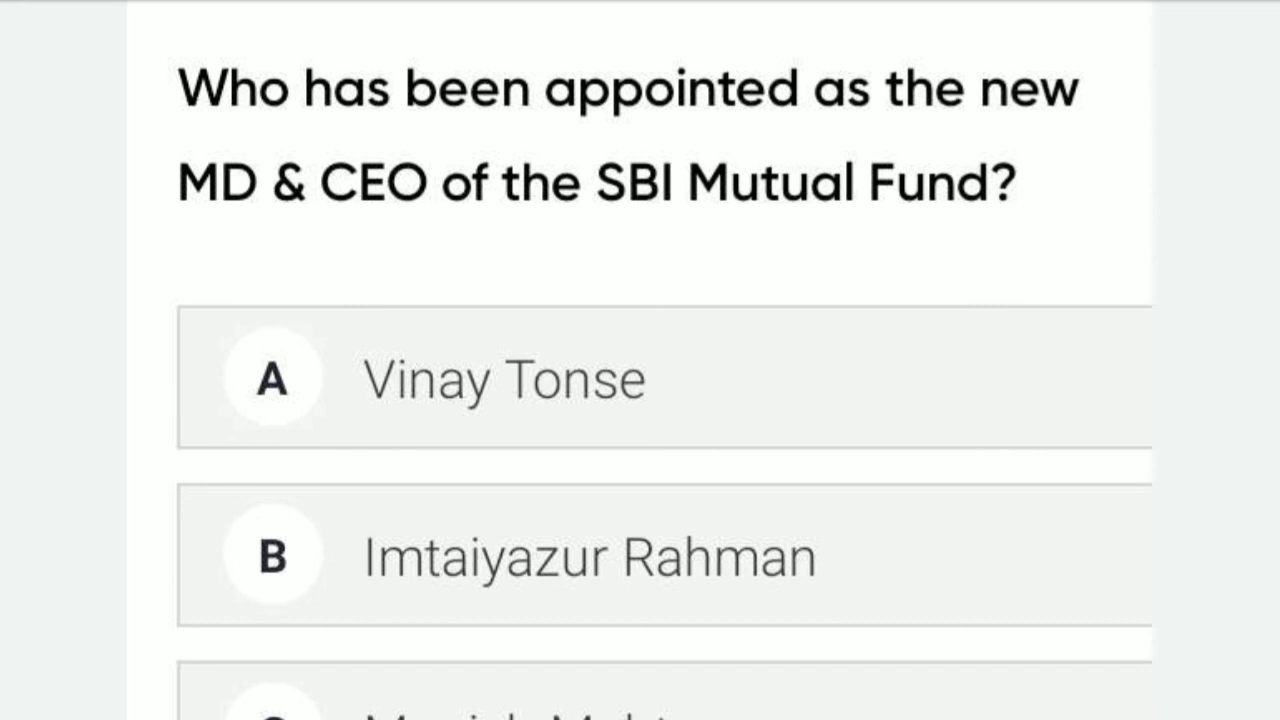 Who has been appointed as the new
MD & CEO of the SBI Mutual Fund?
A Vinay Tonse
B Imtaiyazur Rahman